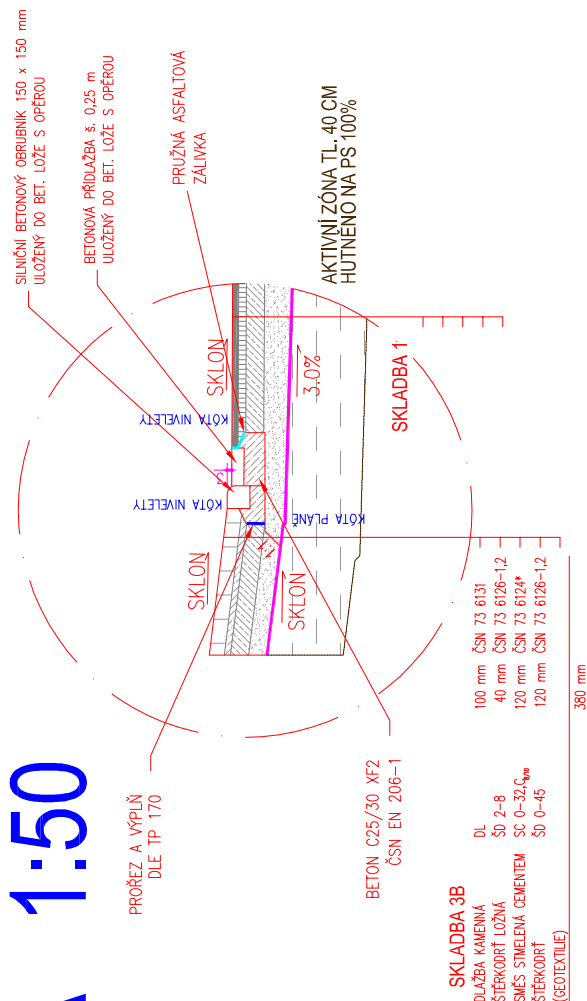 A 1:50
SILNIČNÍ BETONOVÝ OBRUBNÍK 150 x 150 mm
ULOŽENÝ DO BET. LOŽE S OPĚROU
BETONOVÁ PŘÍDLAŽBA š. 0,25 m
ULOŽENÝ DO BET. LOŽE S OPĚROU
PRUŽNÁ ASFALTOVÁ
ZÁLIVKA
AKTIVNÍ ZÓNA TL. 40 CM
HUTNĚNO NA PS 100%
SKLON
3.0%
KÓTA NIVELETY
KÓTA NIVELETY
KÓTA PLÁNĚ
SKLON
SKLON
SKLADBA 1
PROŘEZ A VÝPLŇ
DLE TP 170
BETON C25/30 XF2
ČSN EN 206-1
SKLADBA 3B
DLAŽBA KAMENNÁ DL 100 mm ČSN 73 6131
ŠTĚRKODRŤ LOŽNÁ ŠD 2-8 40 mm ČSN 73 6126-1,2
SMĚS STMELENÁ CEMENTEM SC 0-32,C8/10 120 mm ČSN 73 6124*
ŠTĚRKODRŤ ŠD 0-45 120 mm ČSN 73 6126-1,2
(GEOTEXTILIE)
380 mm